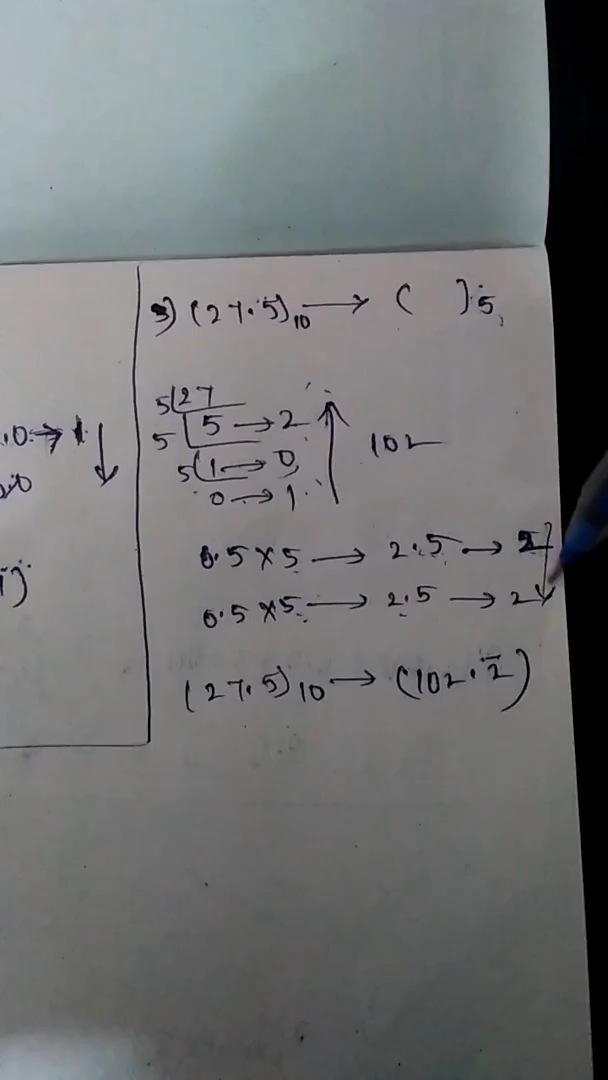 3) (27.5)₁₀ → ( )₅
5|27
5|5 → 2
5|1 → 0
0 → 1
102
0.5 × 5 → 2.5 → 2
0.5 × 5 → 2.5 → 2
(27.5)₁₀ → (102.2̅)